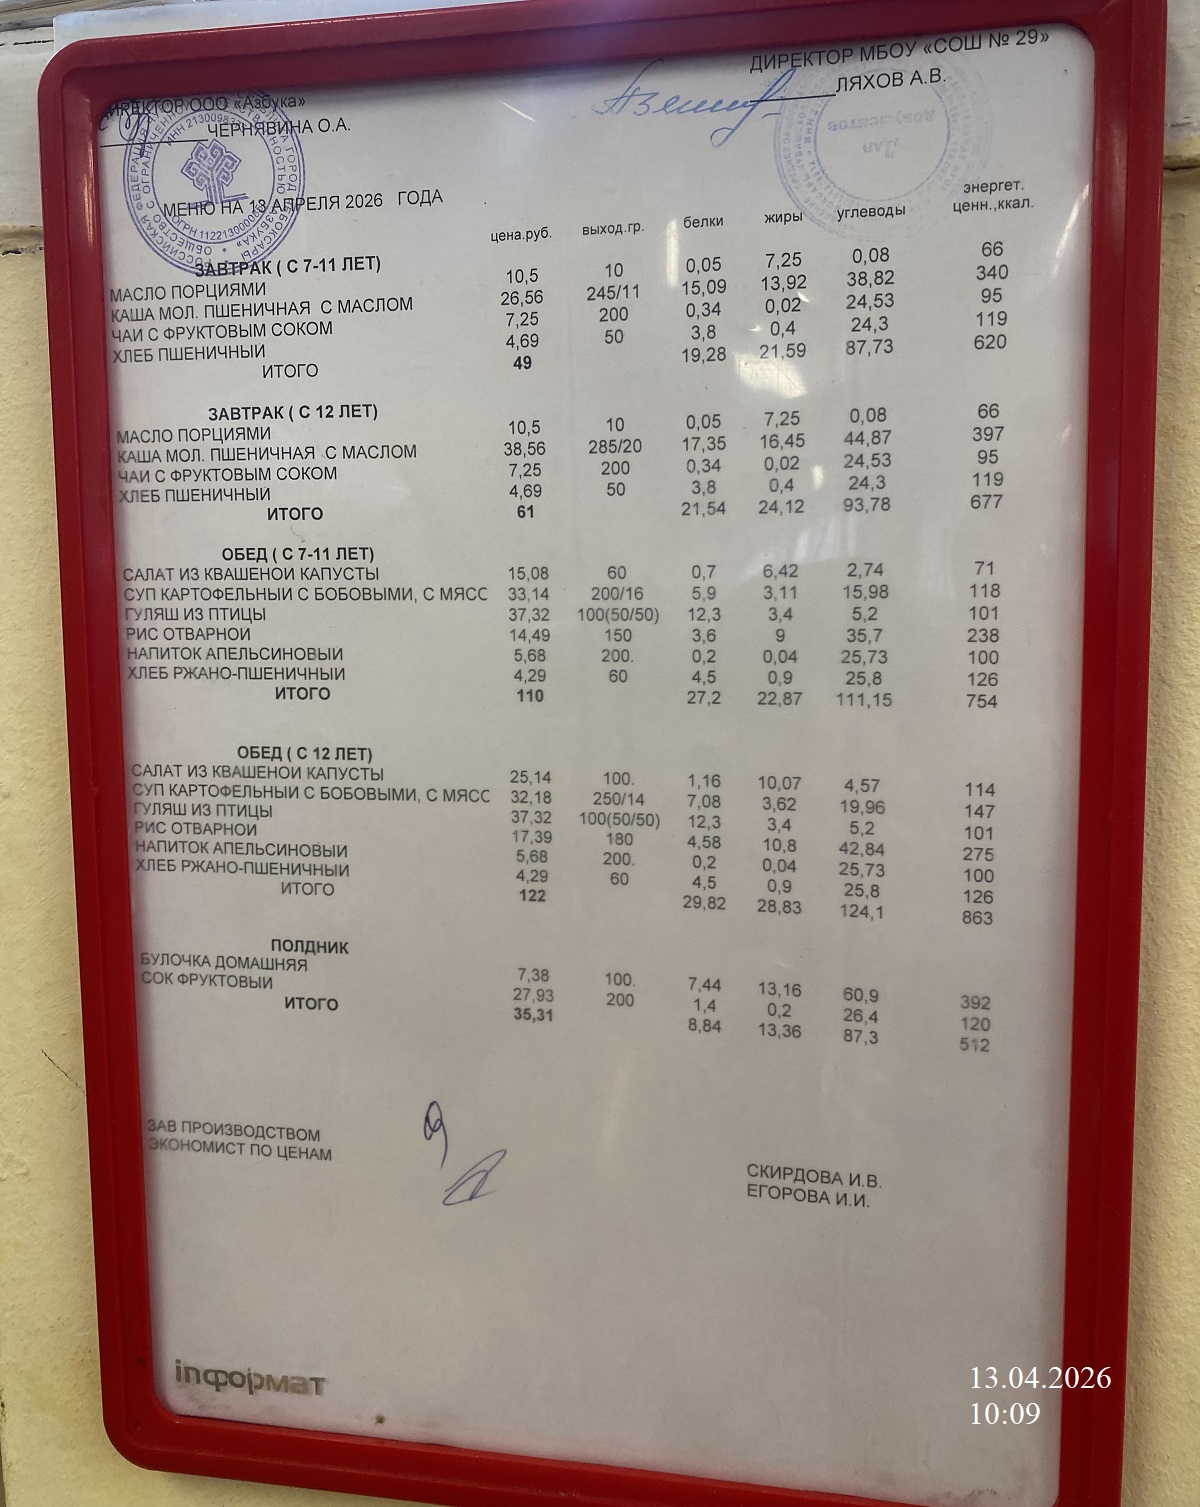 ДИРЕКТОР МБОУ «СОШ № 29»
ЛЯХОВ А.В.
ДИРЕКТОР ООО «Азбука»
ЧЕРНЯВИНА О.А.
МЕНЮ НА 13 АПРЕЛЯ 2026 ГОДА
цена.руб. выход.гр. белки жиры углеводы энергет. ценн.,ккал.
ЗАВТРАК ( С 7-11 ЛЕТ)
МАСЛО ПОРЦИЯМИ 10,5 10 0,05 7,25 0,08 66
КАША МОЛ. ПШЕНИЧНАЯ С МАСЛОМ 26,56 245/11 15,09 13,92 38,82 340
ЧАИ С ФРУКТОВЫМ СОКОМ 7,25 200 0,34 0,02 24,53 95
ХЛЕБ ПШЕНИЧНЫЙ 4,69 50 3,8 0,4 24,3 119
ИТОГО 49 19,28 21,59 87,73 620
ЗАВТРАК ( С 12 ЛЕТ)
МАСЛО ПОРЦИЯМИ 10,5 10 0,05 7,25 0,08 66
КАША МОЛ. ПШЕНИЧНАЯ С МАСЛОМ 38,56 285/20 17,35 16,45 44,87 397
ЧАИ С ФРУКТОВЫМ СОКОМ 7,25 200 0,34 0,02 24,53 95
ХЛЕБ ПШЕНИЧНЫЙ 4,69 50 3,8 0,4 24,3 119
ИТОГО 61 21,54 24,12 93,78 677
ОБЕД ( С 7-11 ЛЕТ)
САЛАТ ИЗ КВАШЕНОЙ КАПУСТЫ 15,08 60 0,7 6,42 2,74 71
СУП КАРТОФЕЛЬНЫЙ С БОБОВЫМИ, С МЯСС 33,14 200/16 5,9 3,11 15,98 118
ГУЛЯШ ИЗ ПТИЦЫ 37,32 100(50/50) 12,3 3,4 5,2 101
РИС ОТВАРНОЙ 14,49 150 3,6 9 35,7 238
НАПИТОК АПЕЛЬСИНОВЫЙ 5,68 200. 0,2 0,04 25,73 100
ХЛЕБ РЖАНО-ПШЕНИЧНЫЙ 4,29 60 4,5 0,9 25,8 126
ИТОГО 110 27,2 22,87 111,15 754
ОБЕД ( С 12 ЛЕТ)
САЛАТ ИЗ КВАШЕНОЙ КАПУСТЫ 25,14 100. 1,16 10,07 4,57 114
СУП КАРТОФЕЛЬНЫЙ С БОБОВЫМИ, С МЯСС 32,18 250/14 7,08 3,62 19,96 147
ГУЛЯШ ИЗ ПТИЦЫ 37,32 100(50/50) 12,3 3,4 5,2 101
РИС ОТВАРНОЙ 17,39 180 4,58 10,8 42,84 275
НАПИТОК АПЕЛЬСИНОВЫЙ 5,68 200. 0,2 0,04 25,73 100
ХЛЕБ РЖАНО-ПШЕНИЧНЫЙ 4,29 60 4,5 0,9 25,8 126
ИТОГО 122 29,82 28,83 124,1 863
ПОЛДНИК
БУЛОЧКА ДОМАШНЯЯ 7,38 100. 7,44 13,16 60,9 392
СОК ФРУКТОВЫЙ 27,93 200 1,4 0,2 26,4 120
ИТОГО 35,31 8,84 13,36 87,3 512
ЗАВ ПРОИЗВОДСТВОМ СКИРДОВА И.В.
ЭКОНОМИСТ ПО ЦЕНАМ ЕГОРОВА И.И.
inформат
13.04.2026
10:09